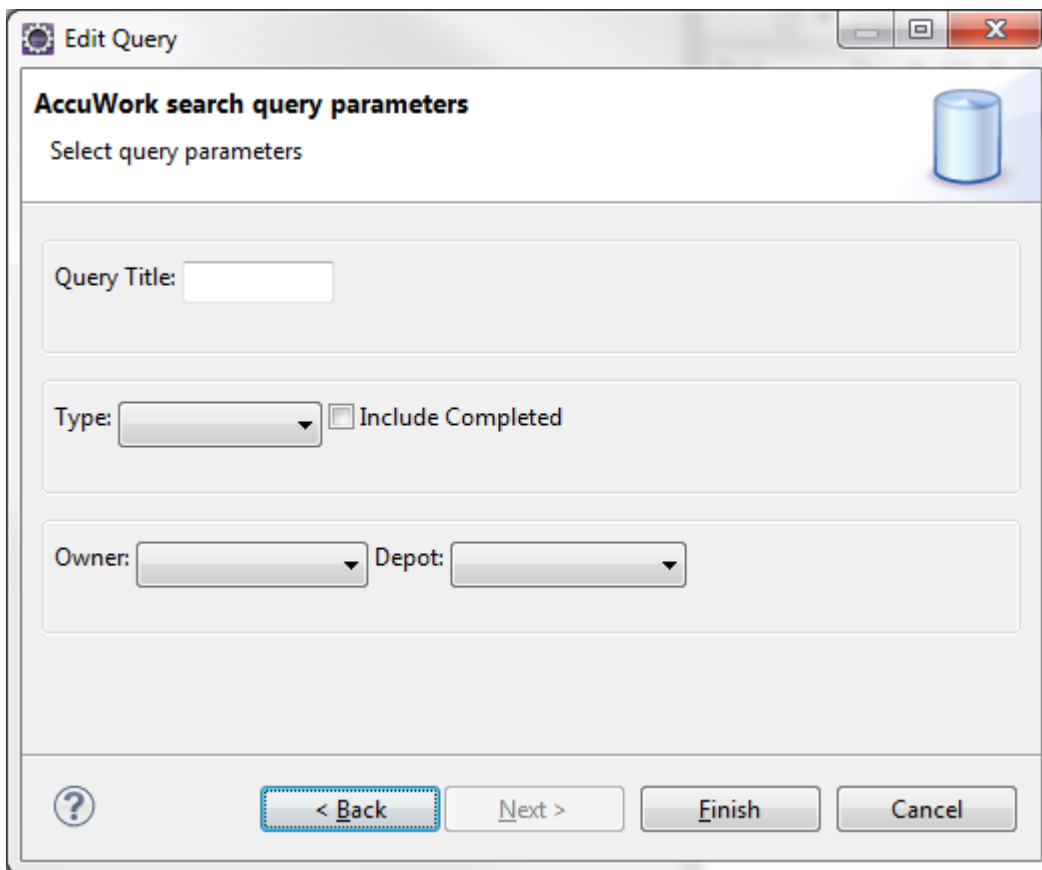 Edit Query
AccuWork search query parameters
Select query parameters
Query Title:
Type: Include Completed
Owner: Depot:
? < Back Next > Finish Cancel